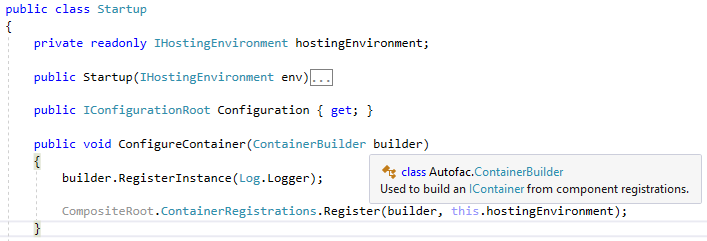 public class Startup
{
private readonly IHostingEnvironment hostingEnvironment;
public Startup(IHostingEnvironment env)...
public IConfigurationRoot Configuration { get; }
public void ConfigureContainer(ContainerBuilder builder)
{
class Autofac.ContainerBuilder
builder.RegisterInstance(Log.Logger);
Used to build an IContainer from component registrations.
CompositeRoot.ContainerRegistrations.Register(builder, this.hostingEnvironment);
}